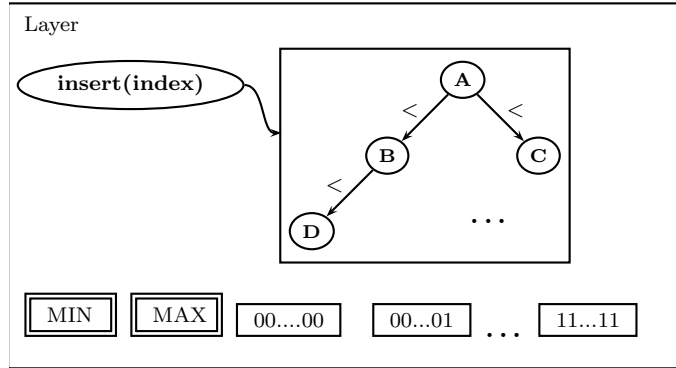 Layer
insert(index)
A
<
<
B
C
<
D
...
MIN
MAX
00....00
00...01
...
11...11